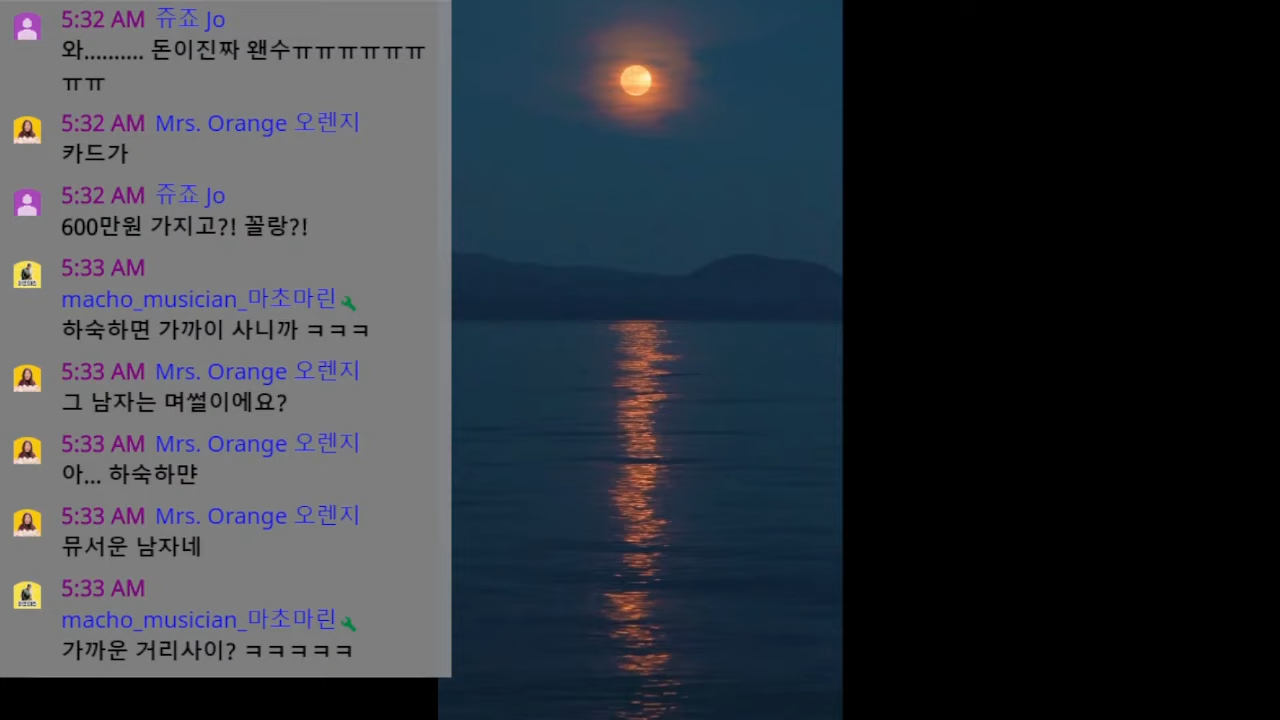 5:32 AM 쥬죠 Jo
와.......... 돈이진짜 왠수ㅠㅠㅠㅠㅠㅠ
ㅠㅠ
5:32 AM Mrs. Orange 오렌지
카드가
5:32 AM 쥬죠 Jo
600만원 가지고?! 꼴랑?!
5:33 AM
macho_musician_마초마린
하숙하면 가까이 사니까 ㅋㅋㅋ
5:33 AM Mrs. Orange 오렌지
그 남자는 며썰이에요?
5:33 AM Mrs. Orange 오렌지
아... 하숙하먄
5:33 AM Mrs. Orange 오렌지
뮤서운 남자네
5:33 AM
macho_musician_마초마린
가까운 거리사이? ㅋㅋㅋㅋㅋ